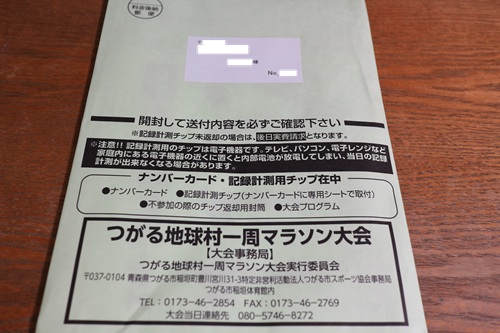 料金後納
郵便
様
No.
開封して送付内容を必ずご確認下さい
※記録計測チップ未返却の場合は、後日実費請求となります。
※注意!! 記録計測用のチップは電子機器です。テレビ、パソコン、電子レンジなど
家庭内にある電子機器の近くに置くと内部電池が放電してしまい、当日の記録
計測が出来なくなる場合があります。
ナンバーカード・記録計測用チップ在中
●ナンバーカード ●記録計測チップ(ナンバーカードに専用シートで取付)
●不参加の際のチップ返却用封筒 ●大会プログラム
つがる地球村一周マラソン大会
【大会事務局】
つがる地球村一周マラソン大会実行委員会
〒037-0104 青森県つがる市稲垣町豊川宮川31-3特定非営利活動法人つがる市スポーツ協会事務局
つがる市稲垣体育館内
TEL:0173-46-2854 FAX:0173-46-2769
大会当日連絡先 080-5746-8272